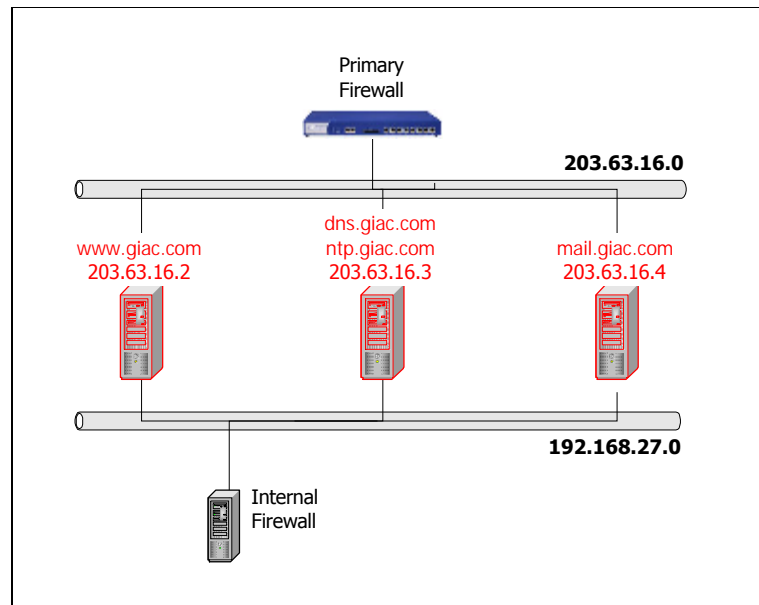 Primary
Firewall
203.63.16.0
www.giac.com
203.63.16.2
dns.giac.com
ntp.giac.com
203.63.16.3
mail.giac.com
203.63.16.4
192.168.27.0
Internal
Firewall